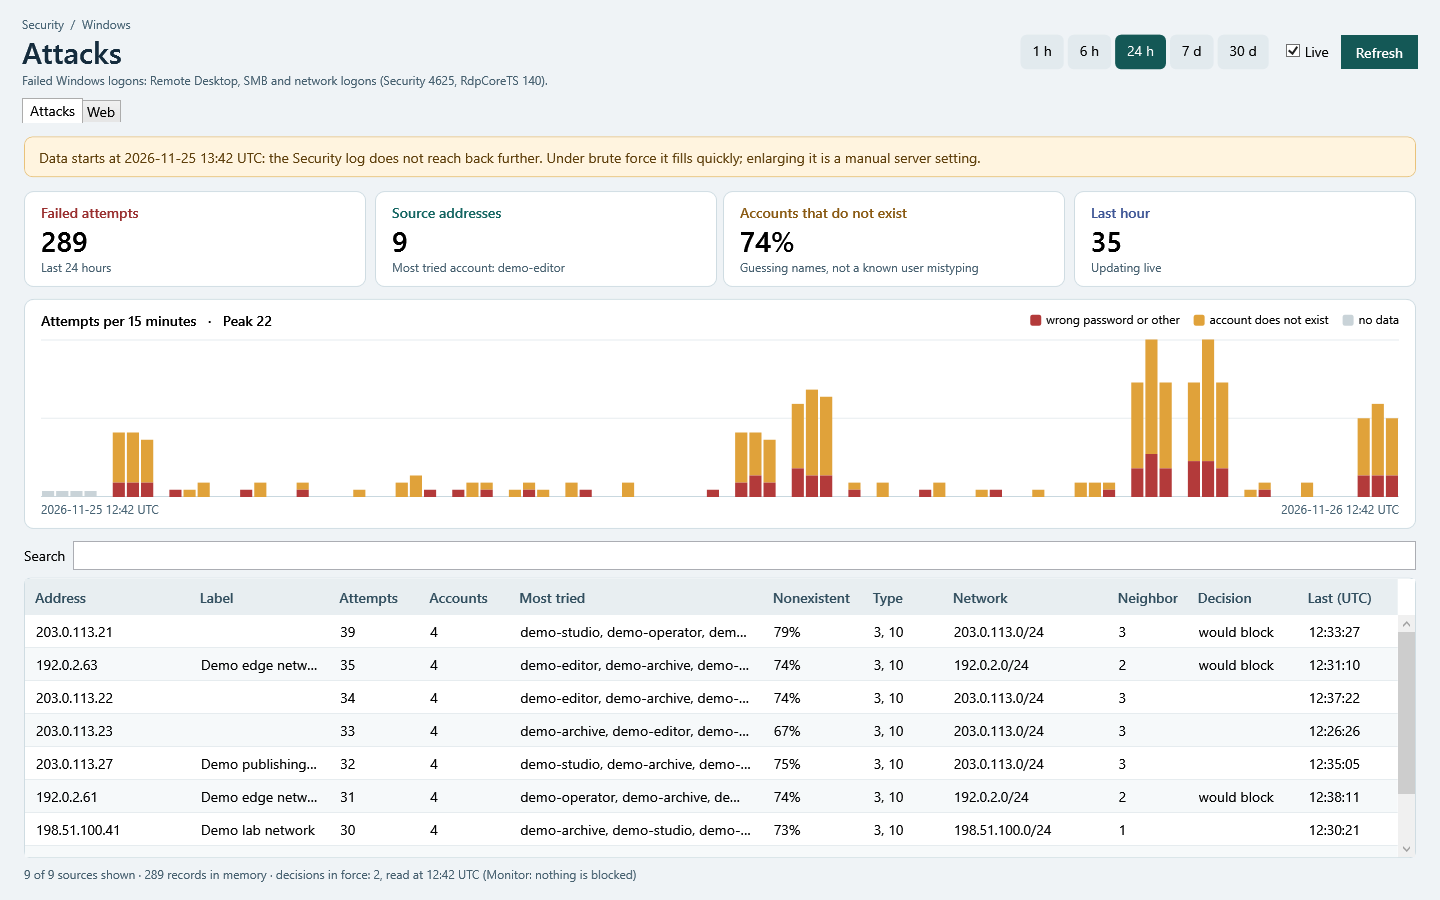 Security / Windows
Attacks
Failed Windows logons: Remote Desktop, SMB and network logons (Security 4625, RdpCoreTS 140).
1 h 6 h 24 h 7 d 30 d Live Refresh
Attacks Web
Data starts at 2026-11-25 13:42 UTC: the Security log does not reach back further. Under brute force it fills quickly; enlarging it is a manual server setting.
Failed attempts
289
Last 24 hours
Source addresses
9
Most tried account: demo-editor
Accounts that do not exist
74%
Guessing names, not a known user mistyping
Last hour
35
Updating live
Attempts per 15 minutes · Peak 22
wrong password or other account does not exist no data
2026-11-25 12:42 UTC 2026-11-26 12:42 UTC
Search
Address Label Attempts Accounts Most tried Nonexistent Type Network Neighbor Decision Last (UTC)
203.0.113.21 39 4 demo-studio, demo-operator, dem... 79% 3, 10 203.0.113.0/24 3 would block 12:33:27
192.0.2.63 Demo edge netw... 35 4 demo-editor, demo-archive, demo-... 74% 3, 10 192.0.2.0/24 2 would block 12:31:10
203.0.113.22 34 4 demo-editor, demo-archive, demo-... 74% 3, 10 203.0.113.0/24 3 12:37:22
203.0.113.23 33 4 demo-archive, demo-editor, demo-... 67% 3, 10 203.0.113.0/24 3 12:26:26
203.0.113.27 Demo publishing... 32 4 demo-studio, demo-archive, demo-... 75% 3, 10 203.0.113.0/24 3 12:35:05
192.0.2.61 Demo edge netw... 31 4 demo-operator, demo-archive, de... 74% 3, 10 192.0.2.0/24 2 would block 12:38:11
198.51.100.41 Demo lab network 30 4 demo-archive, demo-studio, demo-... 73% 3, 10 198.51.100.0/24 1 12:30:21
9 of 9 sources shown · 289 records in memory · decisions in force: 2, read at 12:42 UTC (Monitor: nothing is blocked)